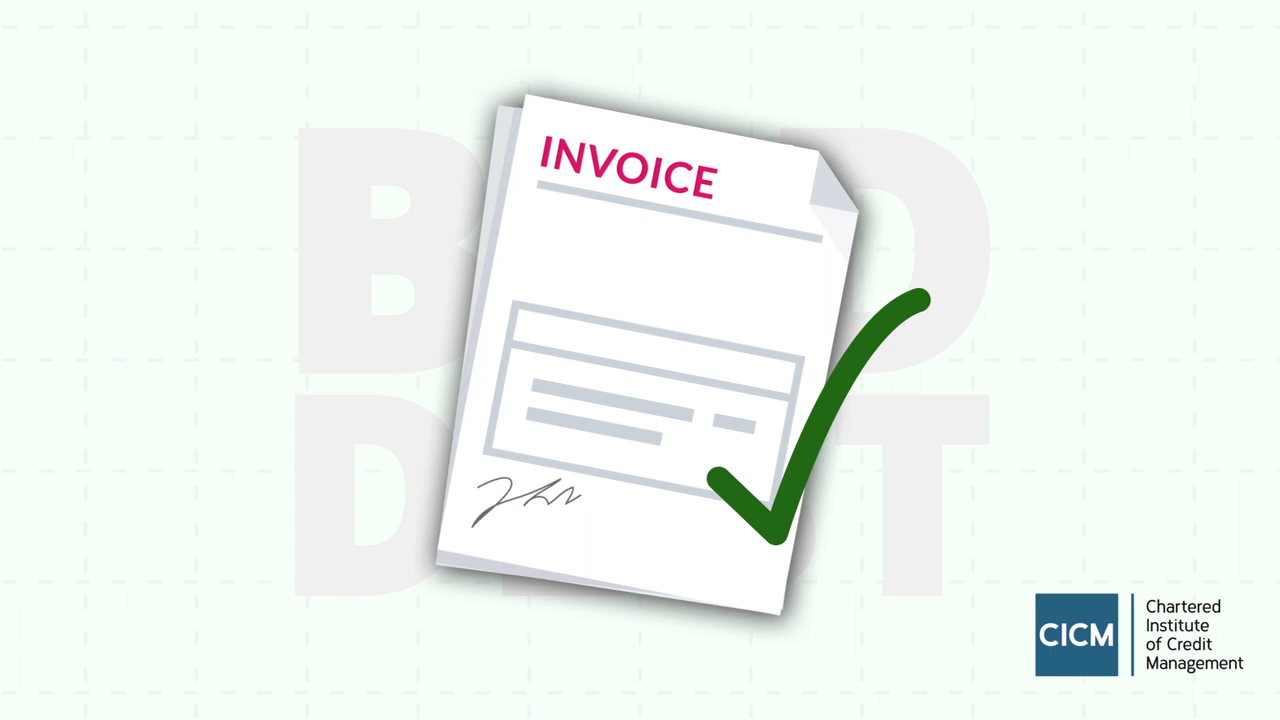 INVOICE
CICM
Chartered
Institute
of Credit
Management